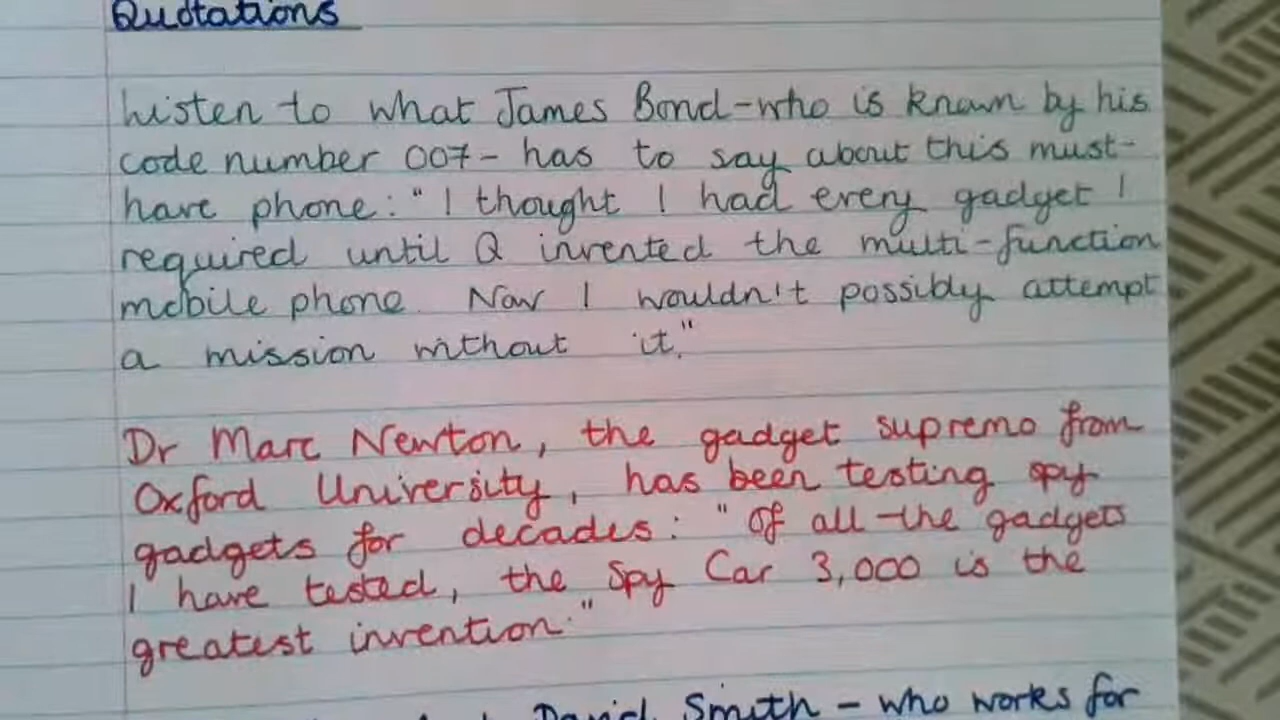 Quotations
Listen to what James Bond-who is known by his
code number 007- has to say about this must-
have phone: "I thought I had every gadget I
required until Q invented the multi-function
mobile phone. Now I wouldn't possibly attempt
a mission without it."
Dr Marc Newton, the gadget supremo from
Oxford University, has been testing spy
gadgets for decades: "Of all the gadgets
I have tested, the Spy Car 3,000 is the
greatest invention."
David Smith - who works for